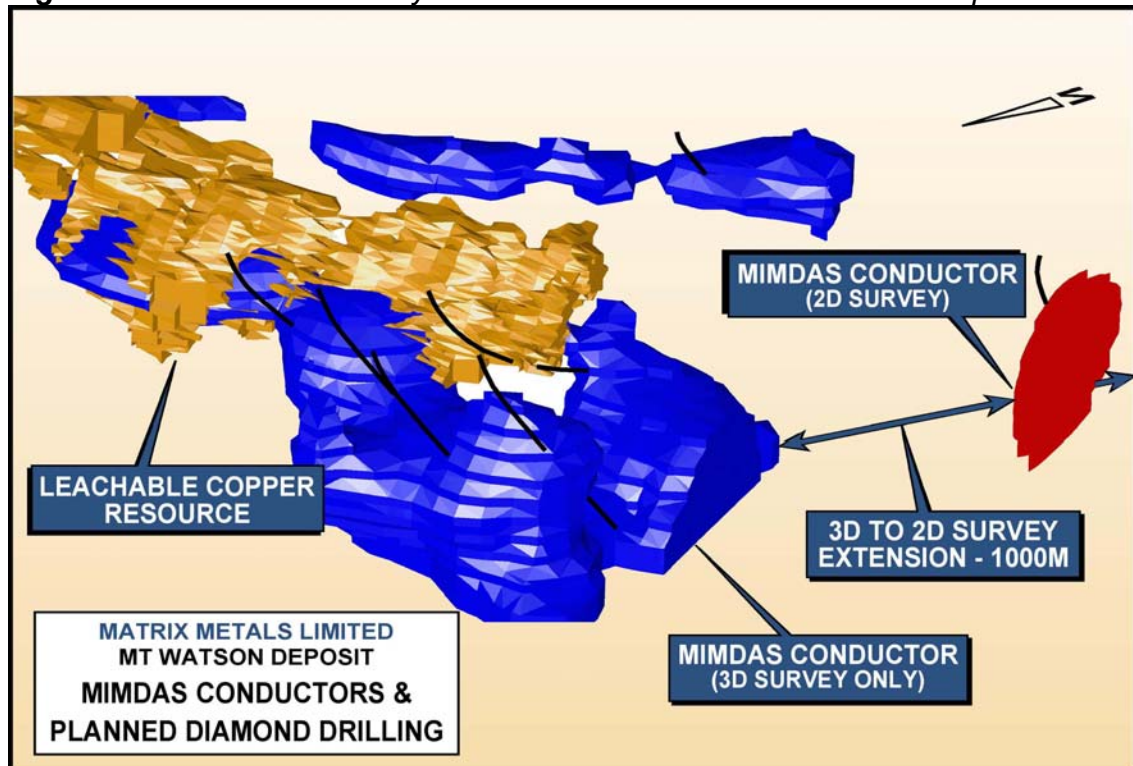 N
MIMDAS CONDUCTOR
(2D SURVEY)
LEACHABLE COPPER
RESOURCE
3D TO 2D SURVEY
EXTENSION - 1000M
MATRIX METALS LIMITED
MT WATSON DEPOSIT
MIMDAS CONDUCTORS &
PLANNED DIAMOND DRILLING
MIMDAS CONDUCTOR
(3D SURVEY ONLY)